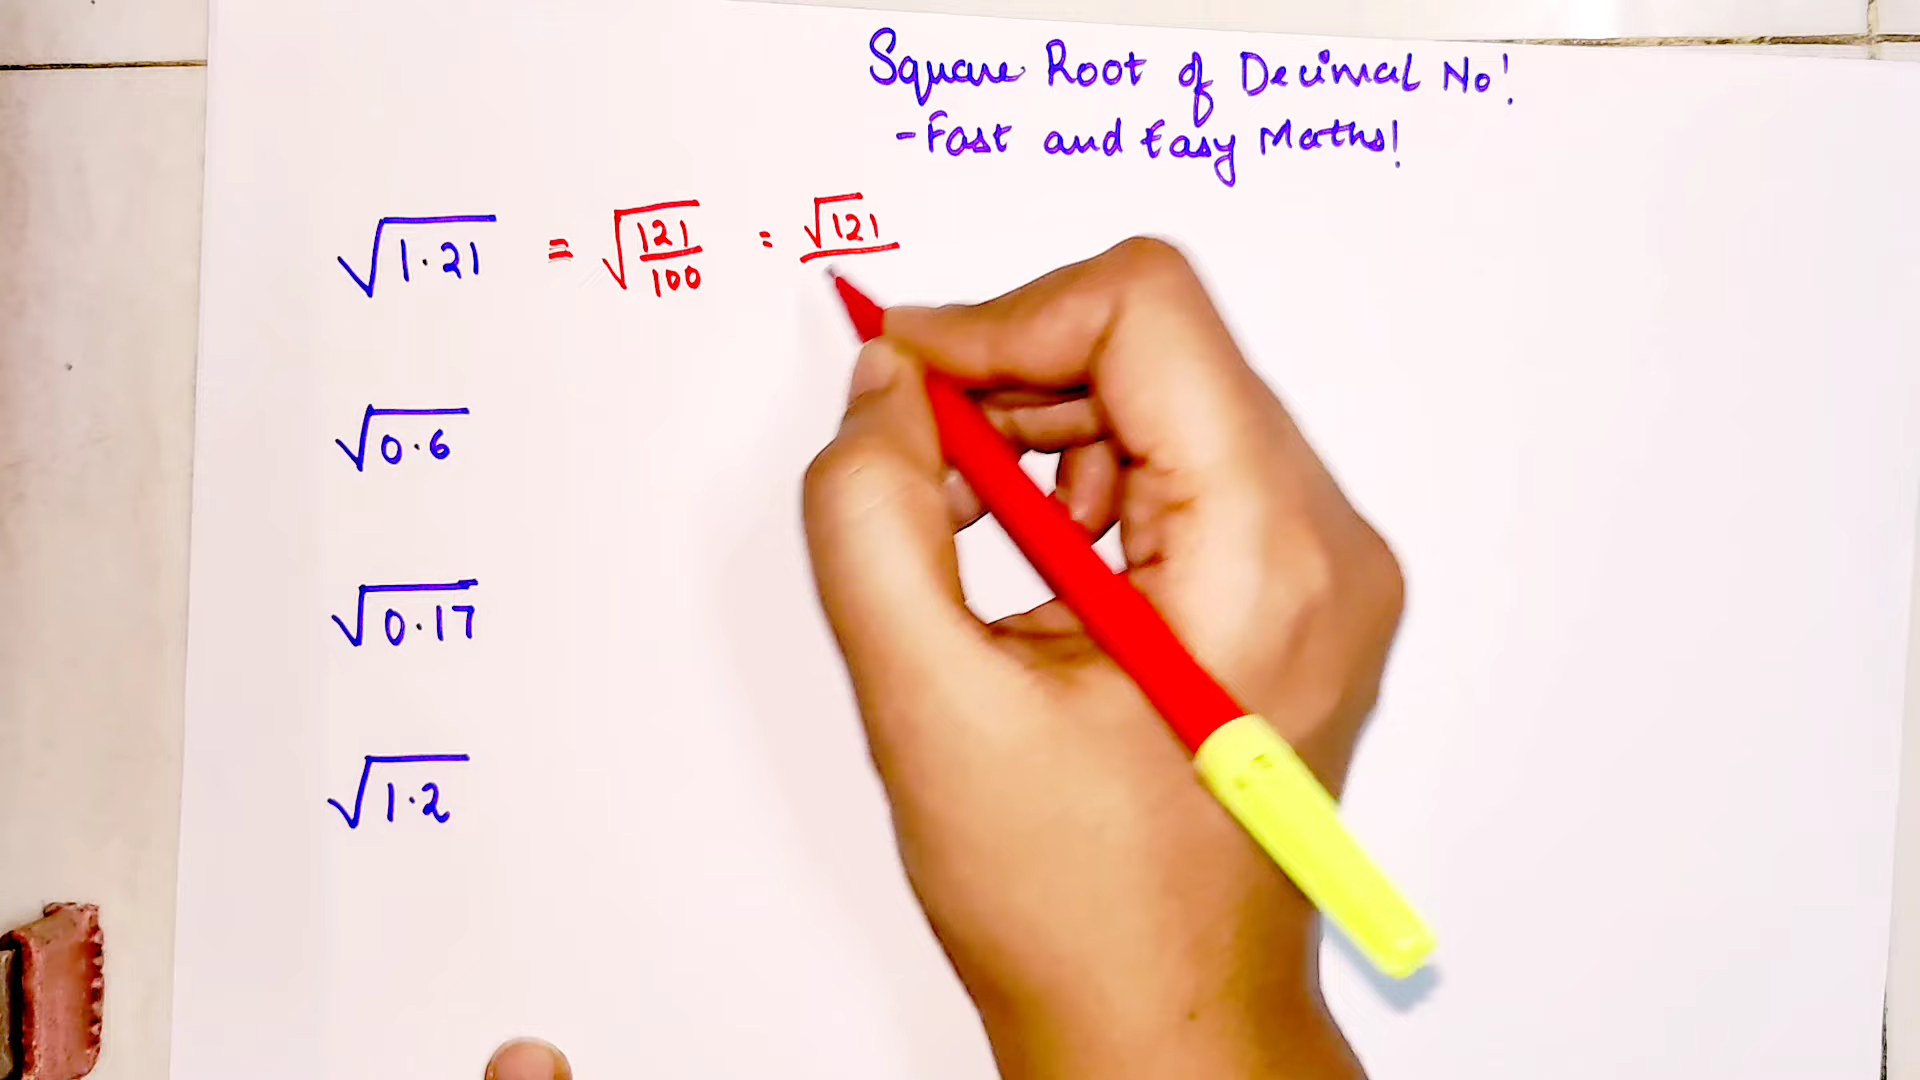 Square Root of Decimal No!
-Fast and Easy Maths!
√1.21 = √121/100 = √121
√0.6
√0.17
√1.2